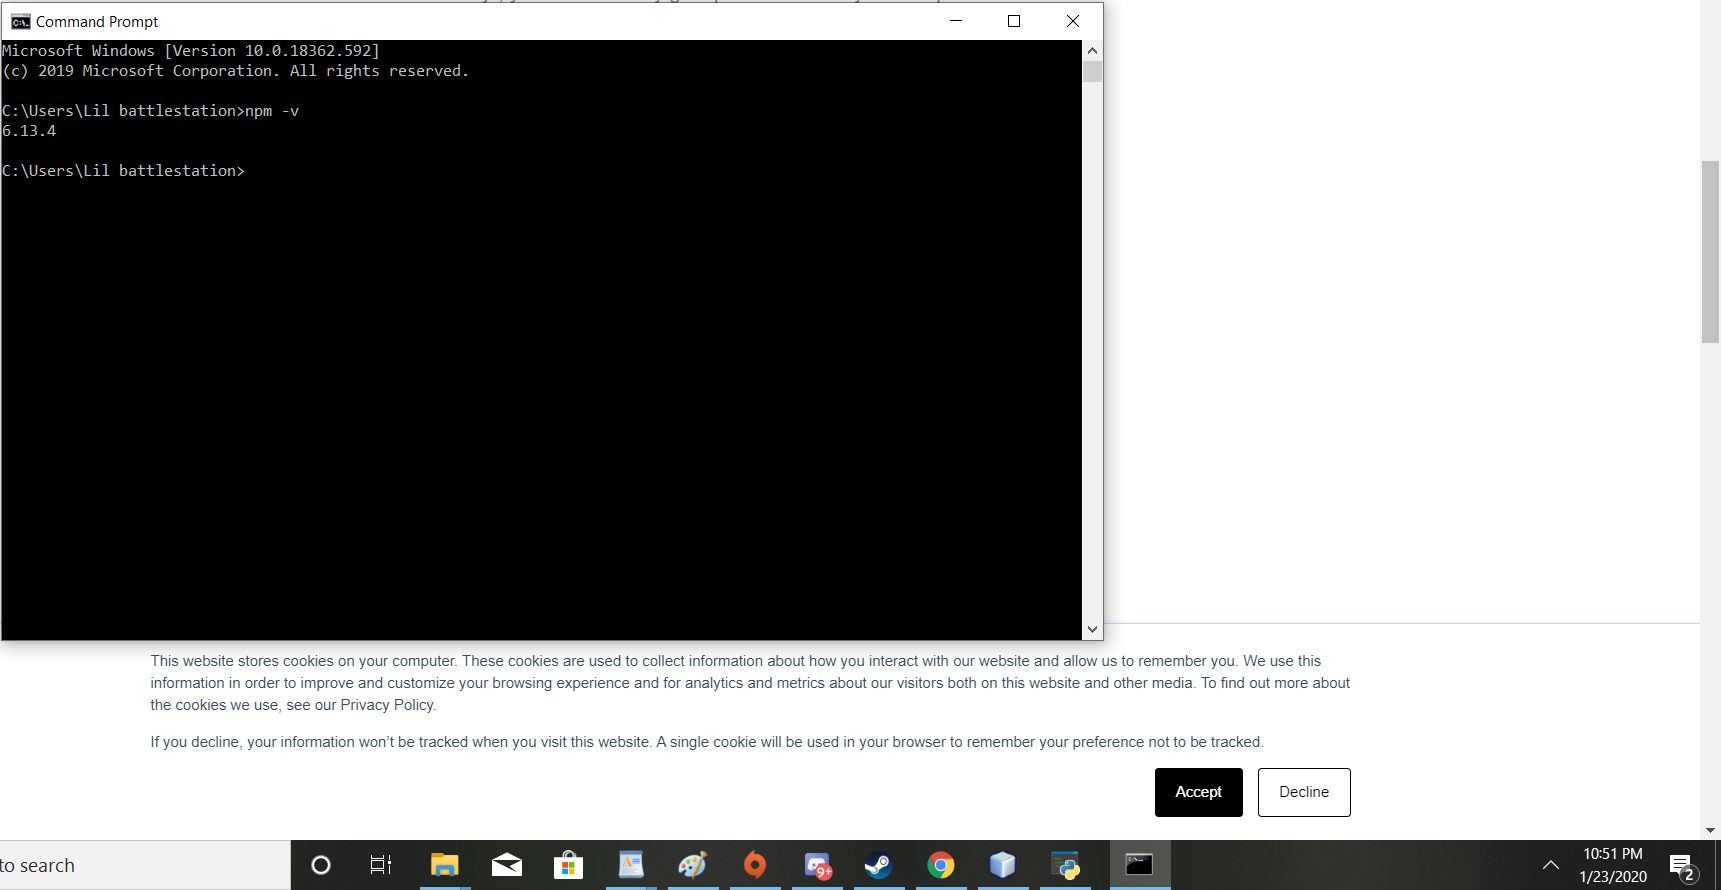 Command Prompt
Microsoft Windows [Version 10.0.18362.592]
(c) 2019 Microsoft Corporation. All rights reserved.
C:\Users\Lil battlestation>npm -v
6.13.4
C:\Users\Lil battlestation>
This website stores cookies on your computer. These cookies are used to collect information about how you interact with our website and allow us to remember you. We use this
information in order to improve and customize your browsing experience and for analytics and metrics about our visitors both on this website and other media. To find out more about
the cookies we use, see our Privacy Policy.
If you decline, your information won’t be tracked when you visit this website. A single cookie will be used in your browser to remember your preference not to be tracked.
Accept
Decline
to search
9+
10:51 PM
1/23/2020
2